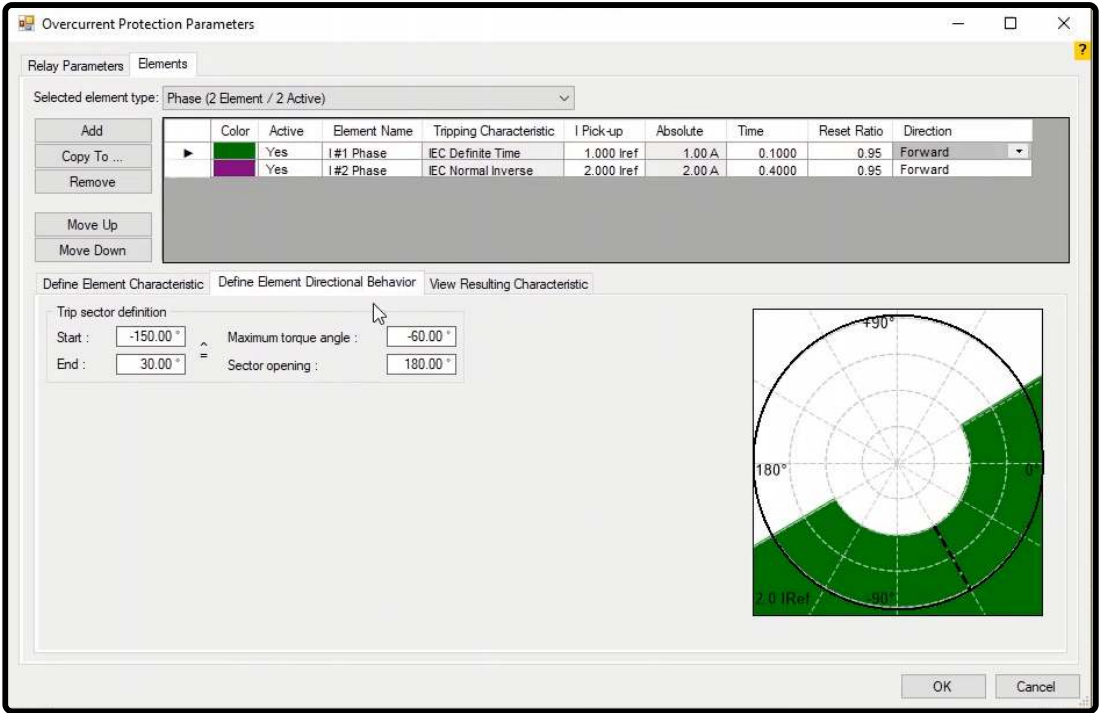 Overcurrent Protection Parameters
?
Relay Parameters Elements
Selected element type: Phase (2 Element / 2 Active)
Add
Copy To ...
Remove
Move Up
Move Down
Color Active Element Name Tripping Characteristic I Pick-up Absolute Time Reset Ratio Direction
Yes I #1 Phase IEC Definite Time 1.000 Iref 1.00 A 0.1000 0.95 Forward
Yes I #2 Phase IEC Normal Inverse 2.000 Iref 2.00 A 0.4000 0.95 Forward
Define Element Characteristic Define Element Directional Behavior View Resulting Characteristic
Trip sector definition
Start : -150.00 ° ^ = Maximum torque angle : -60.00 °
End : 30.00 ° Sector opening : 180.00 °
+90°
180° 0°
2.0 IRef -90°
OK Cancel